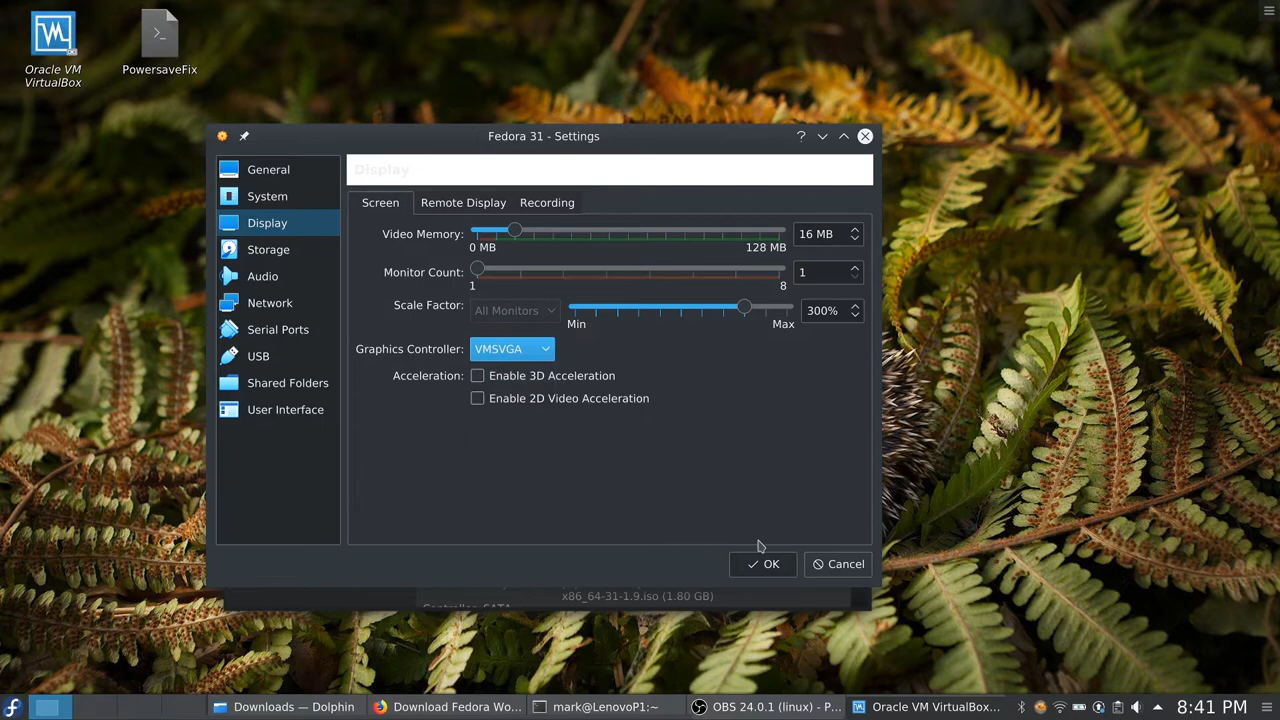 Oracle VM
VirtualBox
PowersaveFix
Fedora 31 - Settings
General
System
Display
Storage
Audio
Network
Serial Ports
USB
Shared Folders
User Interface
Display
Screen Remote Display Recording
Video Memory: 16 MB
0 MB 128 MB
Monitor Count: 1
1 8
Scale Factor: All Monitors 300%
Min Max
Graphics Controller: VMSVGA
Acceleration: Enable 3D Acceleration
Enable 2D Video Acceleration
OK Cancel
x86_64-31-1.9.iso (1.80 GB)
Controller: SATA
Downloads — Dolphin Download Fedora Wo... mark@LenovoP1:~ OBS 24.0.1 (linux) - P... Oracle VM VirtualBox... 8:41 PM